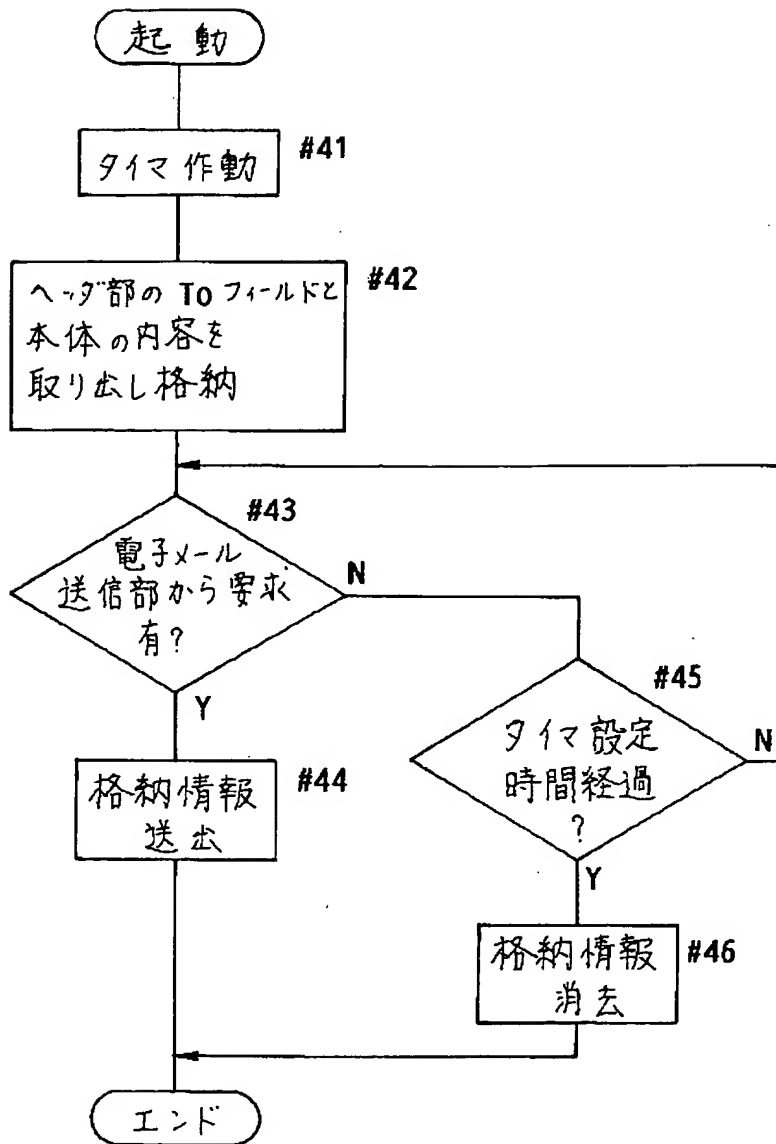 起動
タイマ作動
#41
ヘッダ部の To フィールドと
本体の内容を
取り出し格納
#42
#43
電子メール
送信部から要求
有?
N
Y
#45
タイマ設定
時間経過
?
N
Y
格納情報
送出
#44
格納情報
消去
#46
エンド